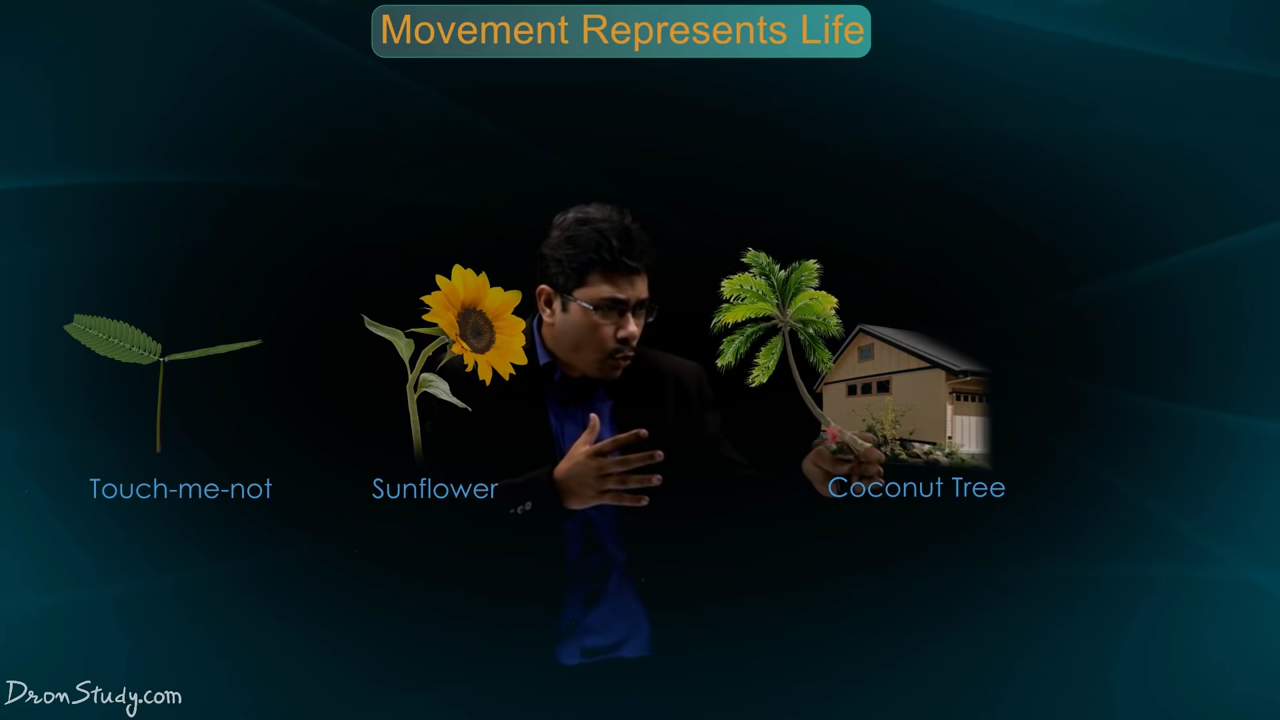 Movement Represents Life
Touch-me-not
Sunflower
Coconut Tree
DronStudy.com